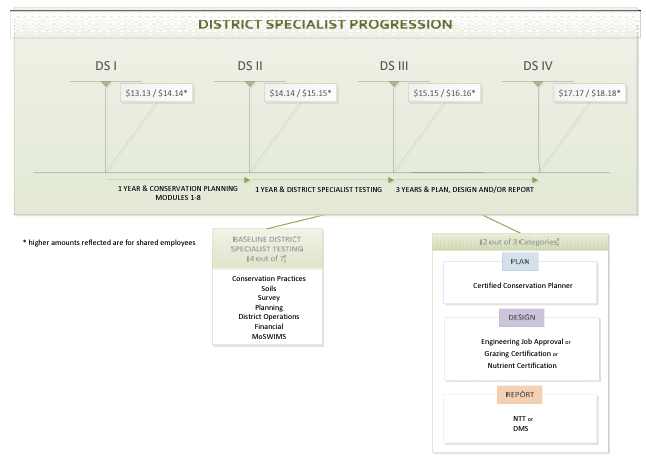 DISTRICT SPECIALIST PROGRESSION
DS I
DS II
DS III
DS IV
$13.13 / $14.14*
$14.14 / $15.15*
$15.15 / $16.16*
$17.17 / $18.18*
1 YEAR & CONSERVATION PLANNING
MODULES 1-8
1 YEAR & DISTRICT SPECIALIST TESTING
3 YEARS & PLAN, DESIGN AND/OR REPORT
* higher amounts reflected are for shared employees
BASELINE DISTRICT
SPECIALIST TESTING
(4 out of 7)
Conservation Practices
Soils
Survey
Planning
District Operations
Financial
MoSWIMS
(2 out of 3 Categories)
PLAN
Certified Conservation Planner
DESIGN
Engineering Job Approval or
Grazing Certification or
Nutrient Certification
REPORT
NTT or
DMS